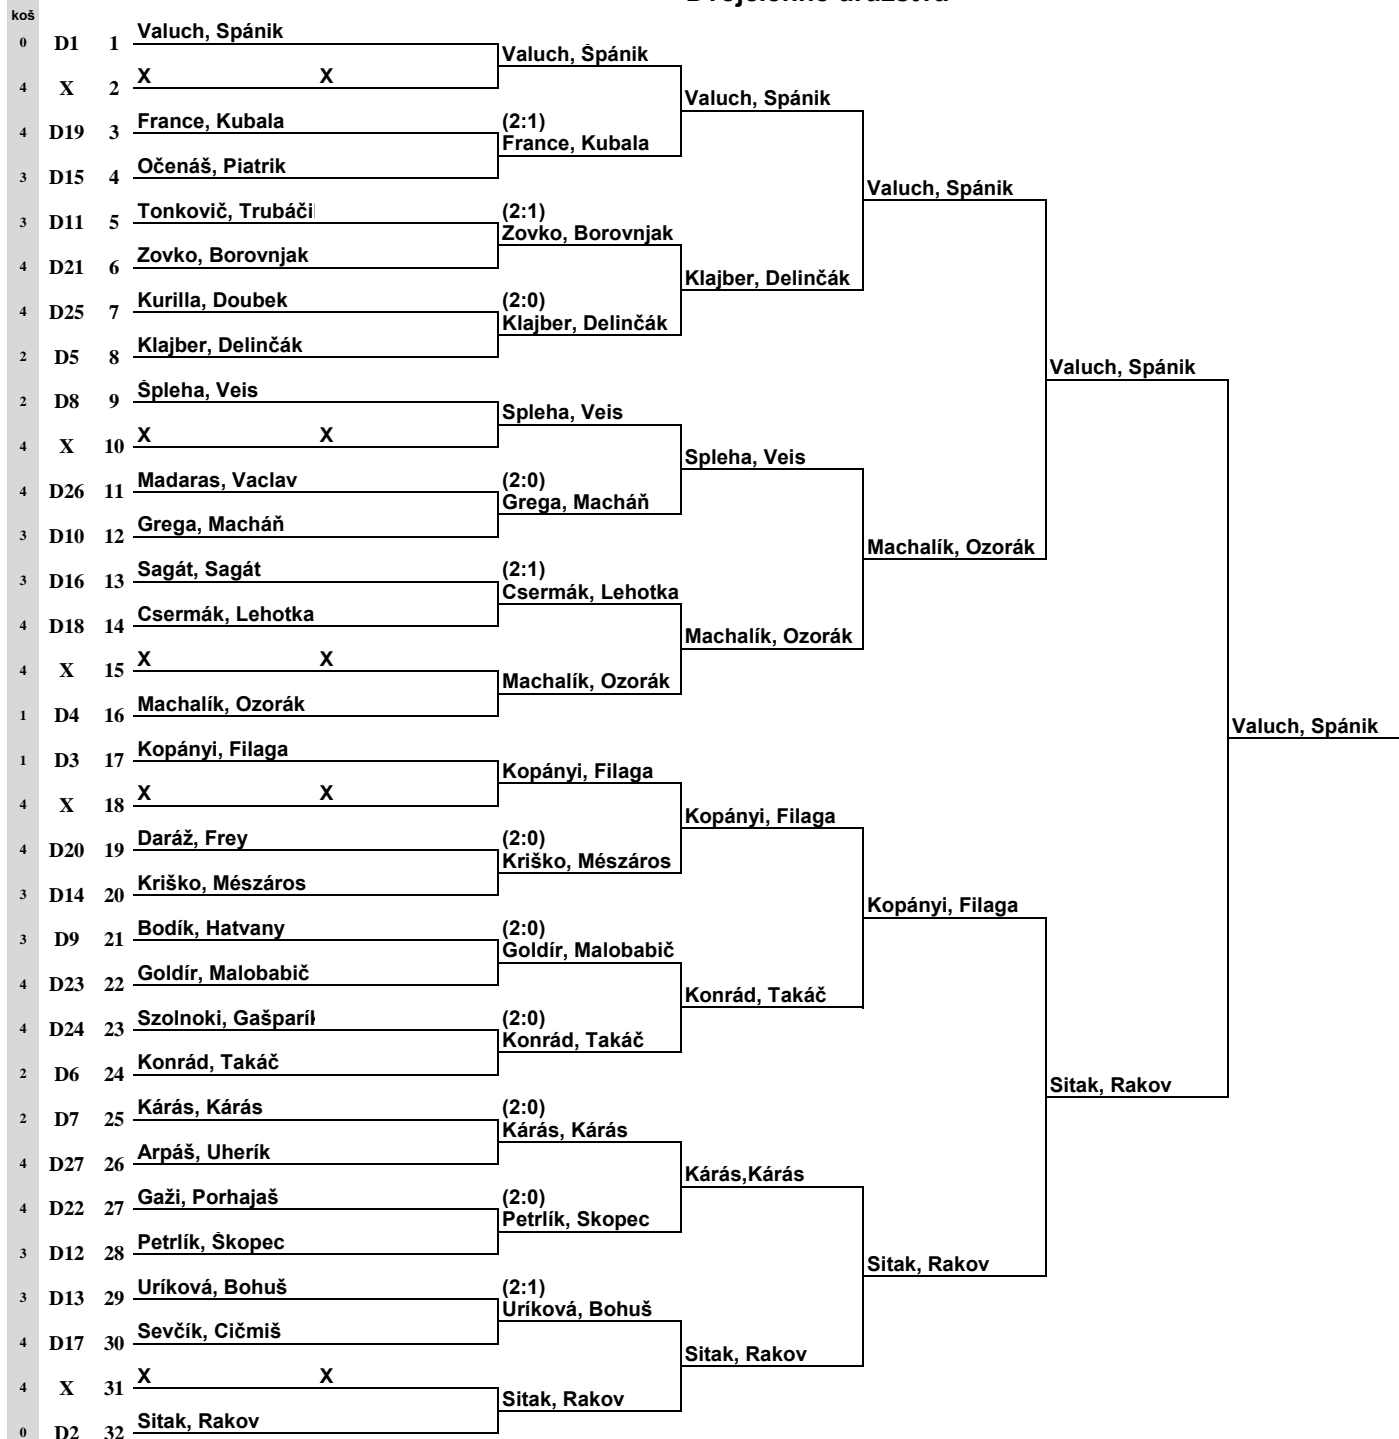 koš
0 D1 1 Valuch, Spánik
Valuch, Špánik
4 X 2 X X
Valuch, Spánik
4 D19 3 France, Kubala
(2:1)
France, Kubala
3 D15 4 Očenáš, Piatrik
Valuch, Spánik
3 D11 5 Tonkovič, Trubáči
(2:1)
Zovko, Borovnjak
4 D21 6 Zovko, Borovnjak
Klajber, Delinčák
4 D25 7 Kurilla, Doubek
(2:0)
Klajber, Delinčák
2 D5 8 Klajber, Delinčák
Valuch, Spánik
2 D8 9 Špleha, Veis
Spleha, Veis
4 X 10 X X
Spleha, Veis
4 D26 11 Madaras, Vaclav
(2:0)
Grega, Macháň
3 D10 12 Grega, Macháň
Machalík, Ozorák
3 D16 13 Sagát, Sagát
(2:1)
Csermák, Lehotka
4 D18 14 Csermák, Lehotka
Machalík, Ozorák
4 X 15 X X
Machalík, Ozorák
1 D4 16 Machalík, Ozorák
Valuch, Spánik
1 D3 17 Kopányi, Filaga
Kopányi, Filaga
4 X 18 X X
Kopányi, Filaga
4 D20 19 Daráž, Frey
(2:0)
Kriško, Mészáros
3 D14 20 Kriško, Mészáros
Kopányi, Filaga
3 D9 21 Bodík, Hatvany
(2:0)
Goldír, Malobabič
4 D23 22 Goldír, Malobabič
Konrád, Takáč
4 D24 23 Szolnoki, Gašparík
(2:0)
Konrád, Takáč
2 D6 24 Konrád, Takáč
Sitak, Rakov
2 D7 25 Kárás, Kárás
(2:0)
Kárás, Kárás
4 D27 26 Arpáš, Uherík
Kárás,Kárás
4 D22 27 Gaži, Porhajaš
(2:0)
Petrlík, Skopec
3 D12 28 Petrlík, Škopec
Sitak, Rakov
3 D13 29 Uríková, Bohuš
(2:1)
Uríková, Bohuš
4 D17 30 Sevčík, Cičmiš
Sitak, Rakov
4 X 31 X X
Sitak, Rakov
0 D2 32 Sitak, Rakov